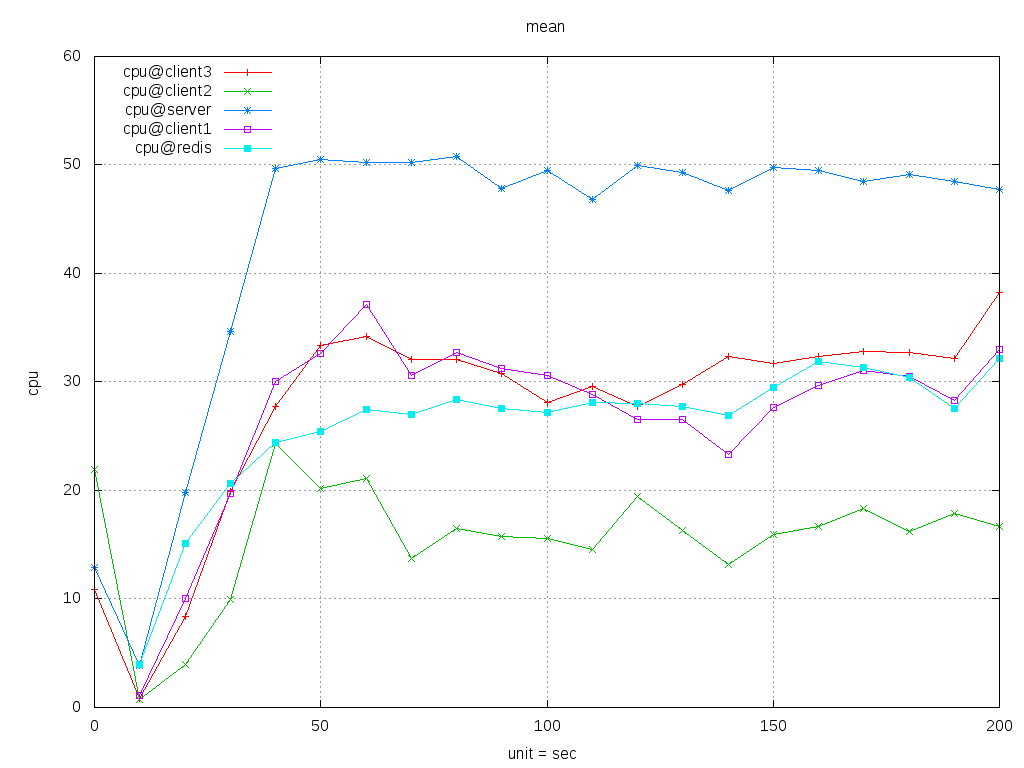 mean
60
50
40
30
20
10
0
cpu
cpu@client3
cpu@client2
cpu@server
cpu@client1
cpu@redis
0 50 100 150 200
unit = sec